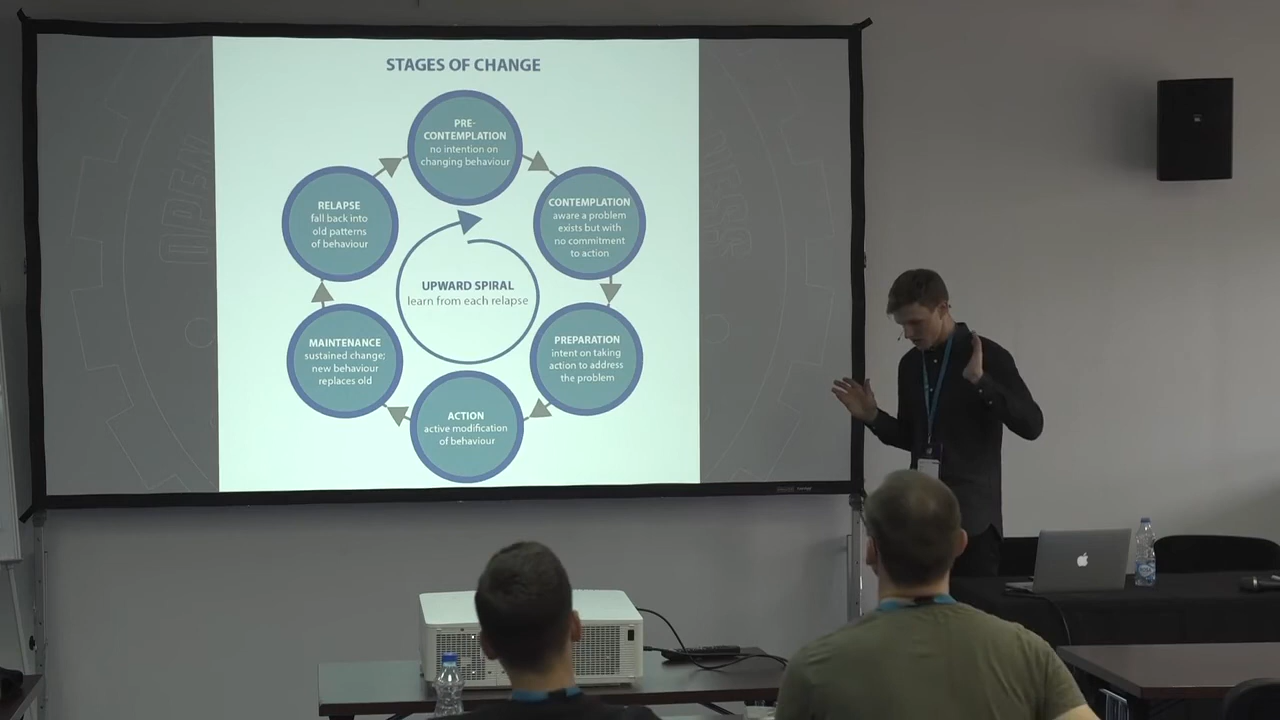 STAGES OF CHANGE
PRE-
CONTEMPLATION
no intention on
changing behaviour
CONTEMPLATION
aware a problem
exists but with
no commitment
to action
PREPARATION
intent on taking
action to address
the problem
ACTION
active modification
of behaviour
MAINTENANCE
sustained change;
new behaviour
replaces old
RELAPSE
fall back into
old patterns
of behaviour
UPWARD SPIRAL
learn from each relapse
OPEN